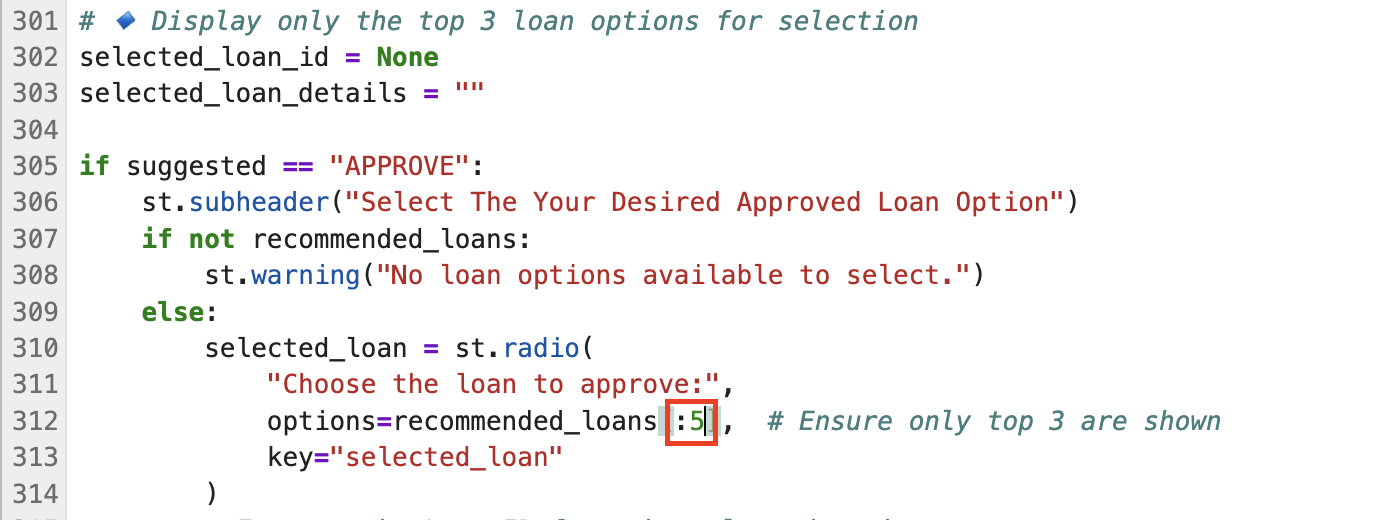 301 # 🔹 Display only the top 3 loan options for selection
302 selected_loan_id = None
303 selected_loan_details = ""
304
305 if suggested == "APPROVE":
306     st.subheader("Select The Your Desired Approved Loan Option")
307     if not recommended_loans:
308         st.warning("No loan options available to select.")
309     else:
310         selected_loan = st.radio(
311             "Choose the loan to approve:",
312             options=recommended_loans[:5],  # Ensure only top 3 are shown
313             key="selected_loan"
314         )